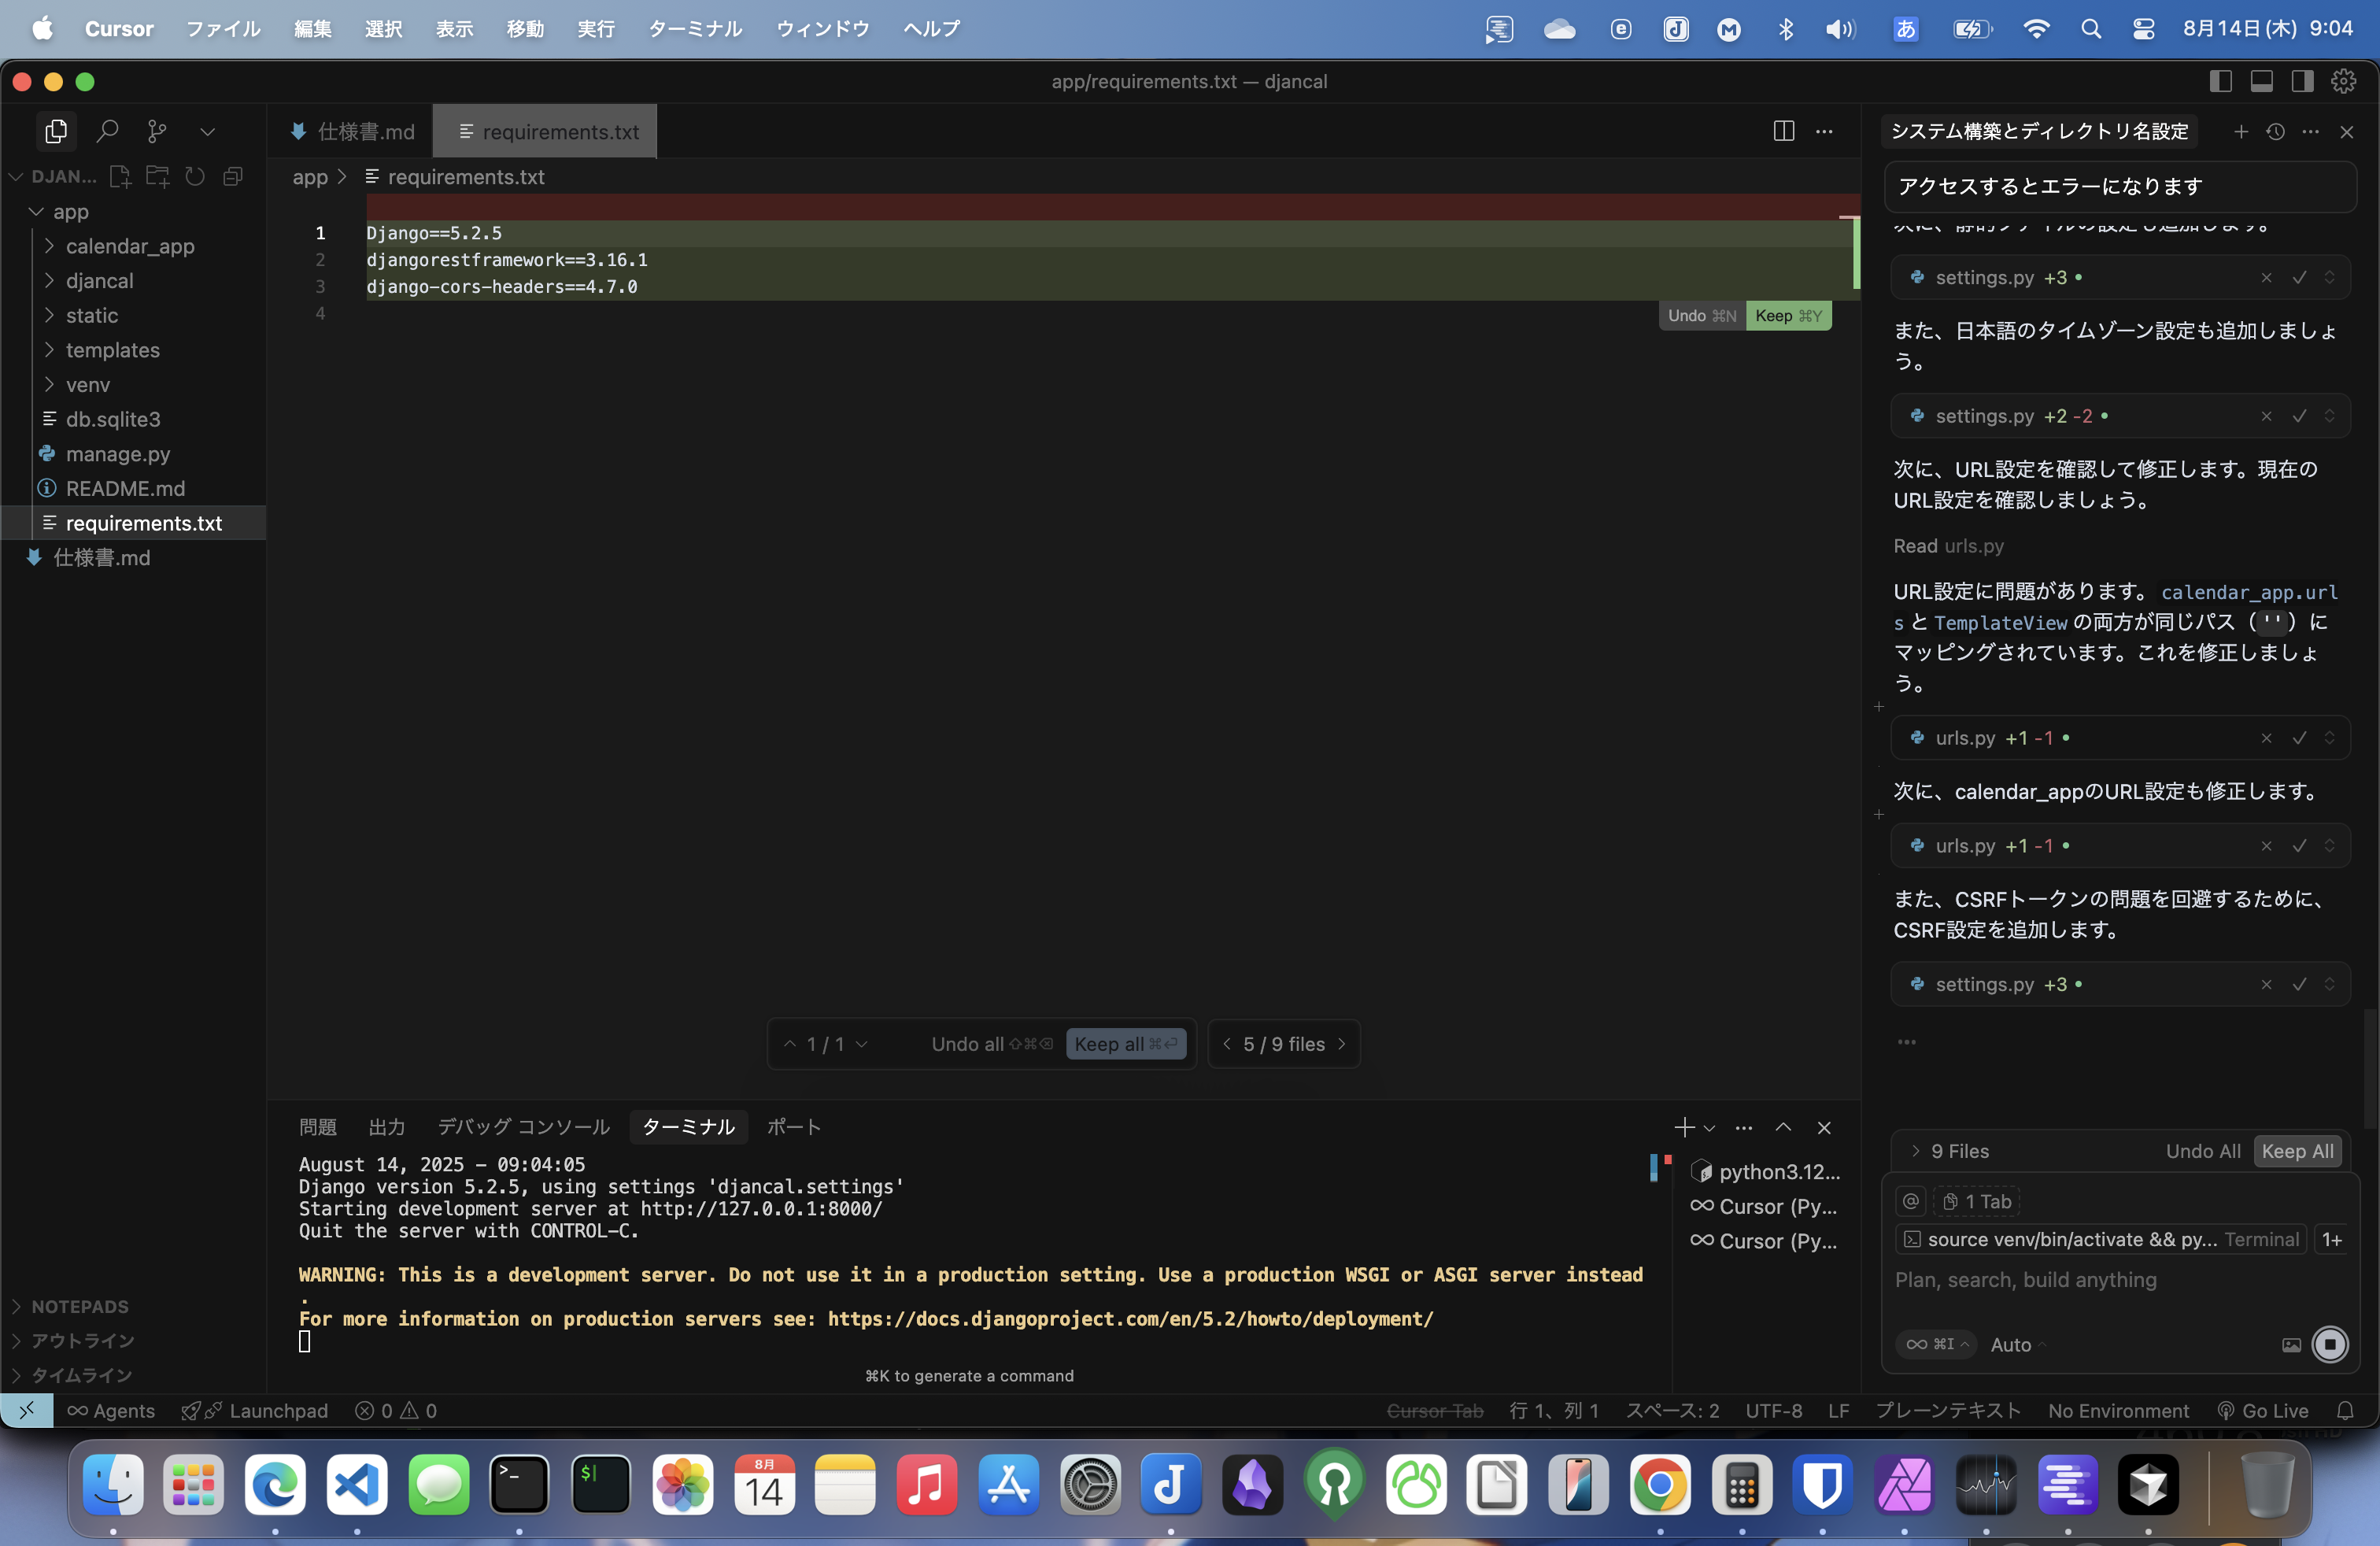 Cursor ファイル 編集 選択 表示 移動 実行 ターミナル ウィンドウ ヘルプ あ 8月14日(木) 9:04
app/requirements.txt — djancal
仕様書.md
requirements.txt
DJAN...
app
calendar_app
djancal
static
templates
venv
db.sqlite3
manage.py
README.md
requirements.txt
仕様書.md
NOTEPADS
アウトライン
タイムライン
app > requirements.txt
1 Django==5.2.5
2 djangorestframework==3.16.1
3 django-cors-headers==4.7.0
4
Undo ⌘N Keep ⌘Y
1 / 1 Undo all ⇧⌘⌫ Keep all ⌘⏎ 5 / 9 files
問題 出力 デバッグ コンソール ターミナル ポート
August 14, 2025 - 09:04:05
Django version 5.2.5, using settings 'djancal.settings'
Starting development server at http://127.0.0.1:8000/
Quit the server with CONTROL-C.
WARNING: This is a development server. Do not use it in a production setting. Use a production WSGI or ASGI server instead
.
For more information on production servers see: https://docs.djangoproject.com/en/5.2/howto/deployment/
⌘K to generate a command
python3.12...
Cursor (Py...
Cursor (Py...
システム構築とディレクトリ名設定
アクセスするとエラーになります
次に、静的ファイルの設定も追加します。
settings.py +3
また、日本語のタイムゾーン設定も追加しましょ
う。
settings.py +2 -2
次に、URL設定を確認して修正します。現在の
URL設定を確認しましょう。
Read urls.py
URL設定に問題があります。 calendar_app.url
s と TemplateView の両方が同じパス（ '' ）に
マッピングされています。これを修正しましょ
う。
urls.py +1 -1
次に、calendar_appのURL設定も修正します。
urls.py +1 -1
また、CSRFトークンの問題を回避するために、
CSRF設定を追加します。
settings.py +3
9 Files Undo All Keep All
@ 1 Tab
source venv/bin/activate && py... Terminal 1+
Plan, search, build anything
⌘I Auto
Agents Launchpad 0 0 Cursor Tab 行 1、列 1 スペース: 2 UTF-8 LF プレーンテキスト No Environment Go Live
8月
14